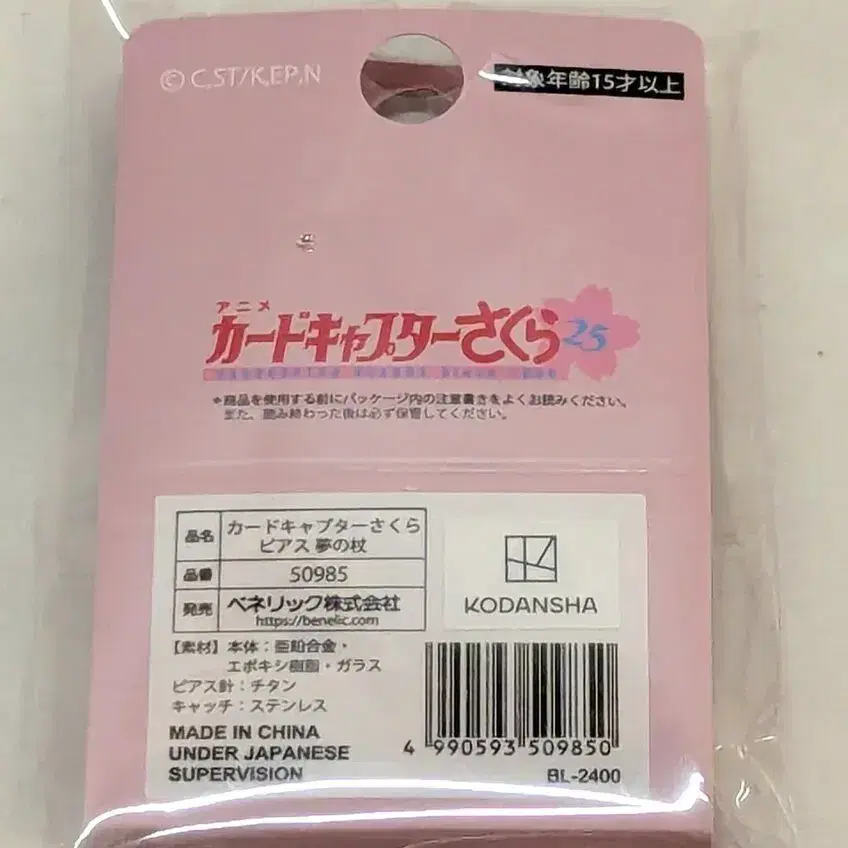 © C,ST/K,EP,N
対象年齢15才以上
アニメ
カードキャプターさくら 25
*商品を使用する前にパッケージ内の注意書きをよくお読みください。
また、読み終わった後は必ず保管してください。
品名 カードキャプターさくら
ピアス 夢の杖
品番 50985
発売 ベネリック株式会社
https://benelic.com
KODANSHA
【素材】本体:亜鉛合金・
エポキシ樹脂・ガラス
ピアス針:チタン
キャッチ:ステンレス
MADE IN CHINA
UNDER JAPANESE
SUPERVISION
4 990593 509850
BL-2400